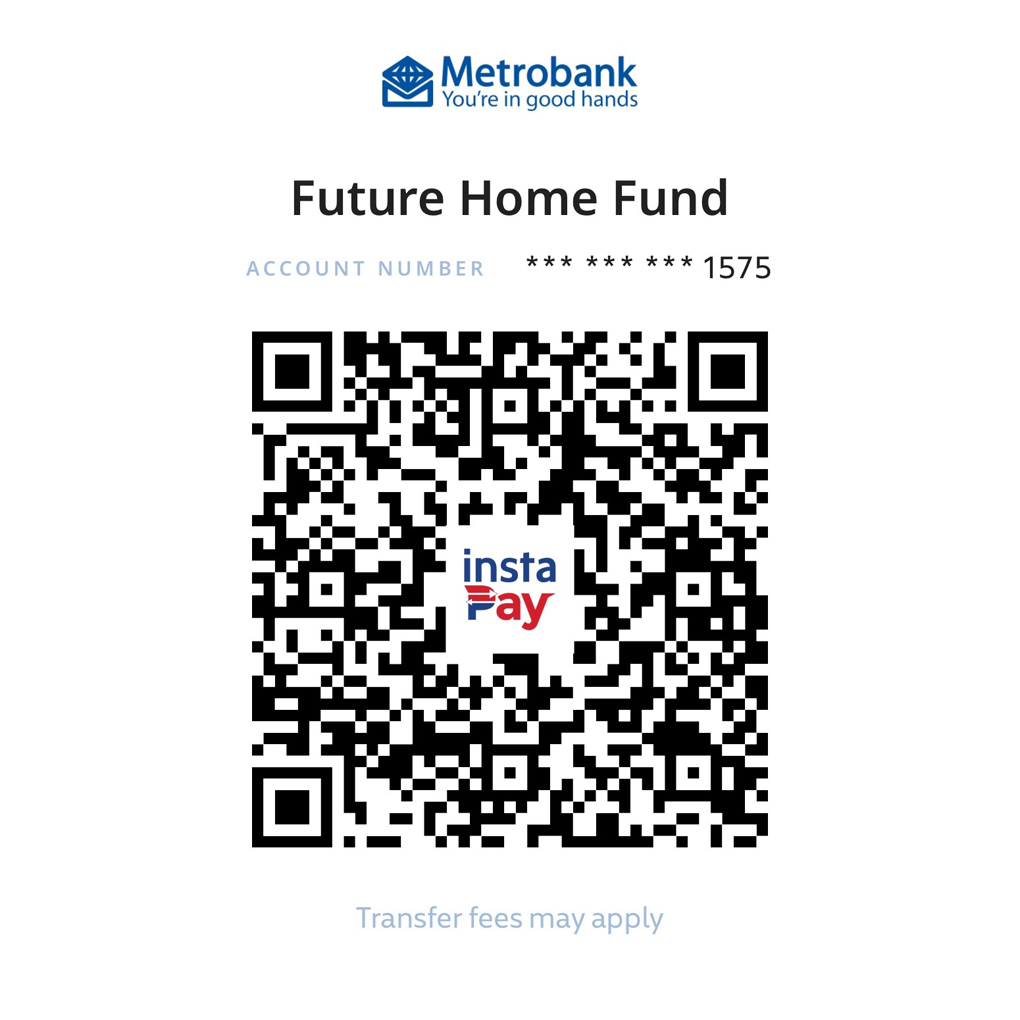 Metrobank
You're in good hands
Future Home Fund
ACCOUNT NUMBER *** *** *** 1575
insta
Pay
Transfer fees may apply